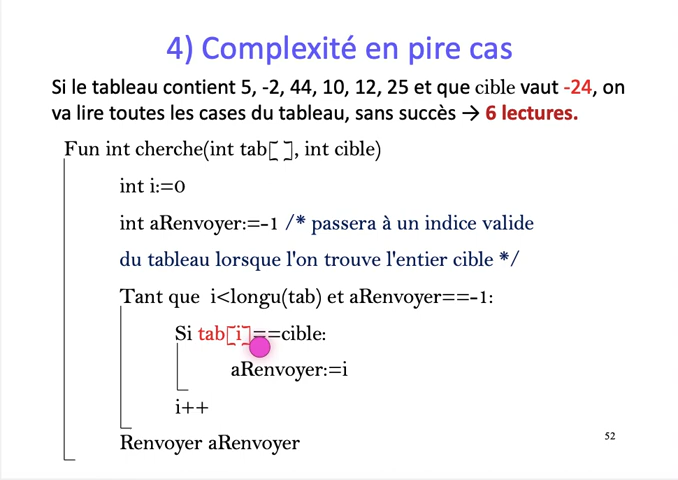 4) Complexité en pire cas
Si le tableau contient 5, -2, 44, 10, 12, 25 et que cible vaut -24, on
va lire toutes les cases du tableau, sans succès → 6 lectures.
Fun int cherche(int tab[ ], int cible)
int i:=0
int aRenvoyer:=-1 /* passera à un indice valide
du tableau lorsque l'on trouve l'entier cible */
Tant que i<longu(tab) et aRenvoyer==-1:
Si tab[i]==cible:
aRenvoyer:=i
i++
Renvoyer aRenvoyer
52